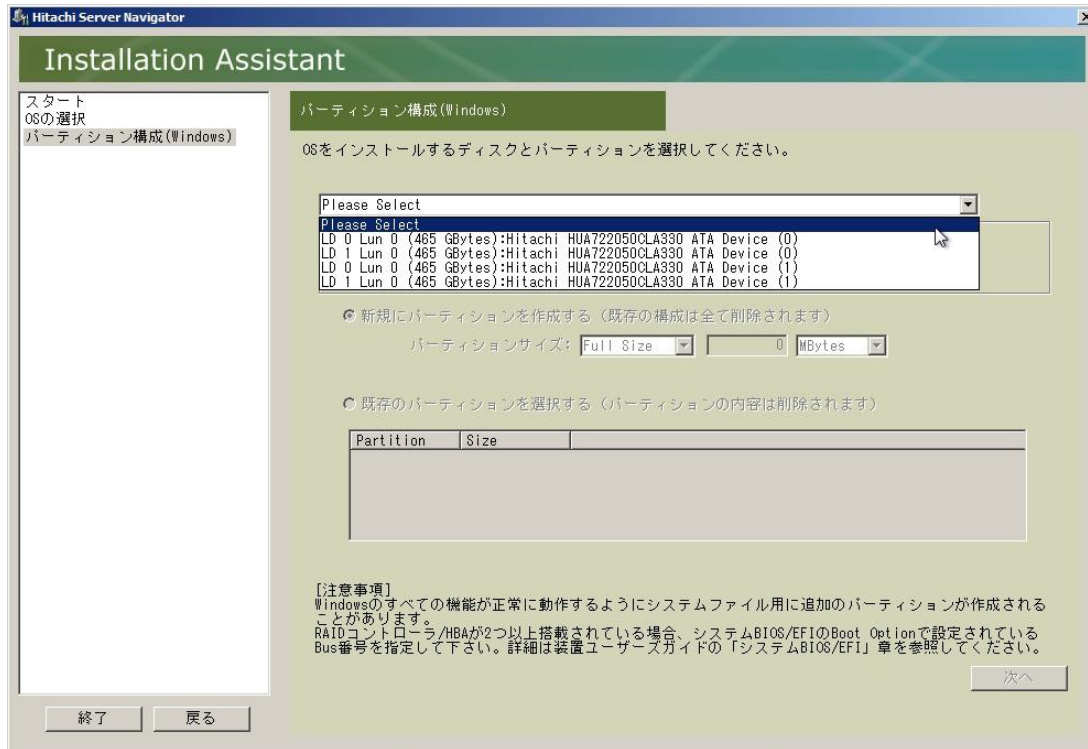 Hitachi Server Navigator
Installation Assistant
スタート
OSの選択
パーティション構成(Windows)
パーティション構成(Windows)
OSをインストールするディスクとパーティションを選択してください。
Please Select
Please Select
LD 0 Lun 0 (465 GBytes):Hitachi HUA722050CLA330 ATA Device (0)
LD 1 Lun 0 (465 GBytes):Hitachi HUA722050CLA330 ATA Device (0)
LD 0 Lun 0 (465 GBytes):Hitachi HUA722050CLA330 ATA Device (1)
LD 1 Lun 0 (465 GBytes):Hitachi HUA722050CLA330 ATA Device (1)
新規にパーティションを作成する（既存の構成は全て削除されます）
パーティションサイズ: Full Size 0 MBytes
既存のパーティションを選択する（パーティションの内容は削除されます）
Partition Size
[注意事項]
Windowsのすべての機能が正常に動作するようにシステムファイル用に追加のパーティションが作成される
ことがあります。
RAIDコントローラ/HBAが2つ以上搭載されている場合、システムBIOS/EFIのBoot Optionで設定されている
Bus番号を指定して下さい。詳細は装置ユーザーズガイドの「システムBIOS/EFI」章を参照してください。
次へ
終了 戻る